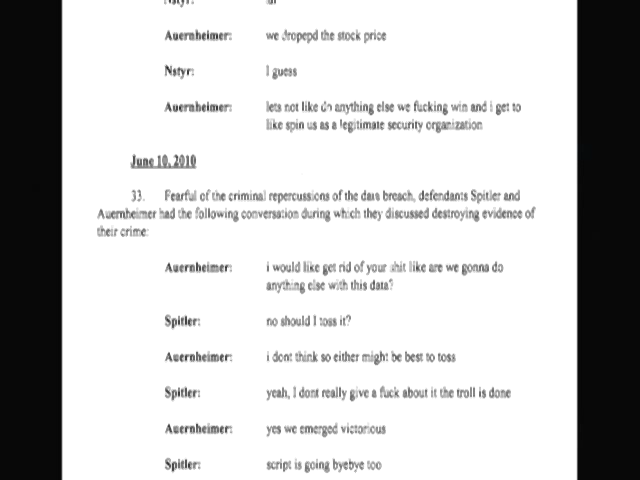 Auernheimer: we dropepd the stock price
Nstyr: I guess
Auernheimer: lets not like do anything else we fucking win and i get to
like spin us as a legitimate security organization
June 10, 2010
33. Fearful of the criminal repercussions of the data breach, defendants Spitler and
Auernheimer had the following conversation during which they discussed destroying evidence of
their crime:
Auernheimer: i would like get rid of your shit like are we gonna do
anything else with this data?
Spitler: no should I toss it?
Auernheimer: i dont think so either might be best to toss
Spitler: yeah, I dont really give a fuck about it the troll is done
Auernheimer: yes we emerged victorious
Spitler: script is going byebye too